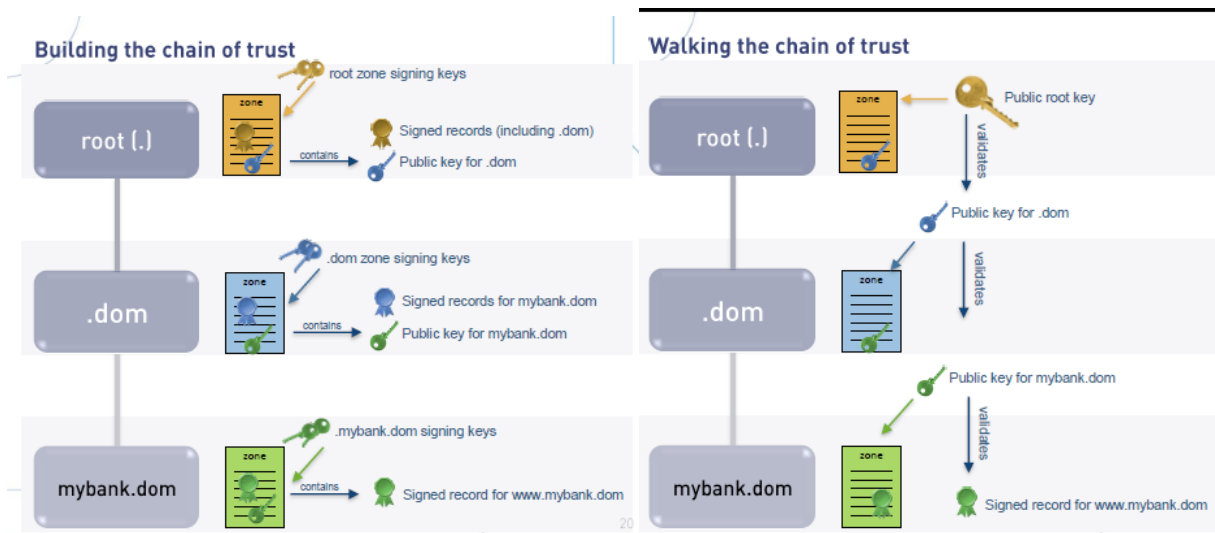 Building the chain of trust
root zone signing keys
root (.)
zone
Signed records (including .dom)
contains
Public key for .dom
.dom zone signing keys
.dom
zone
Signed records for mybank.dom
contains
Public key for mybank.dom
.mybank.dom signing keys
mybank.dom
zone
contains
Signed record for www.mybank.dom
20
Walking the chain of trust
root (.)
zone
Public root key
validates
Public key for .dom
.dom
zone
validates
Public key for mybank.dom
mybank.dom
zone
validates
Signed record for www.mybank.dom